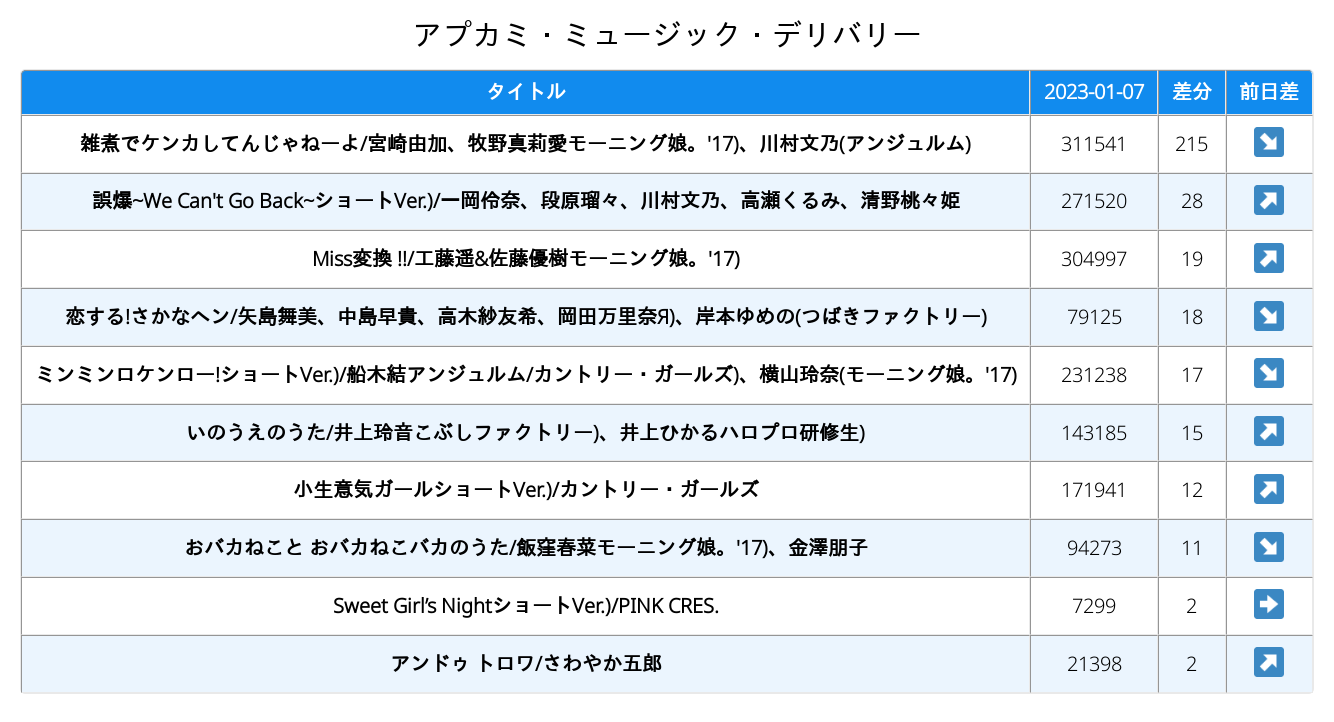 アプカミ・ミュージック・デリバリー
タイトル 2023-01-07 差分 前日差
雑煮でケンカしてんじゃねーよ/宮崎由加、牧野真莉愛モーニング娘。'17)、川村文乃(アンジュルム) 311541 215 ↘
誤爆~We Can't Go Back~ショートVer.)/一岡伶奈、段原瑠々、川村文乃、高瀬くるみ、清野桃々姫 271520 28 ↗
Miss変換 !!/工藤遥&佐藤優樹モーニング娘。'17) 304997 19 ↗
恋する!さかなヘン/矢島舞美、中島早貴、高木紗友希、岡田万里奈Я)、岸本ゆめの(つばきファクトリー) 79125 18 ↘
ミンミンロケンロー!ショートVer.)/船木結アンジュルム/カントリー・ガールズ)、横山玲奈(モーニング娘。'17) 231238 17 ↘
いのうえのうた/井上玲音こぶしファクトリー)、井上ひかるハロプロ研修生) 143185 15 ↗
小生意気ガールショートVer.)/カントリー・ガールズ 171941 12 ↗
おバカねこと おバカねこバカのうた/飯窪春菜モーニング娘。'17)、金澤朋子 94273 11 ↘
Sweet Girl’s NightショートVer.)/PINK CRES. 7299 2 ➡
アンドゥ トロワ/さわやか五郎 21398 2 ↗